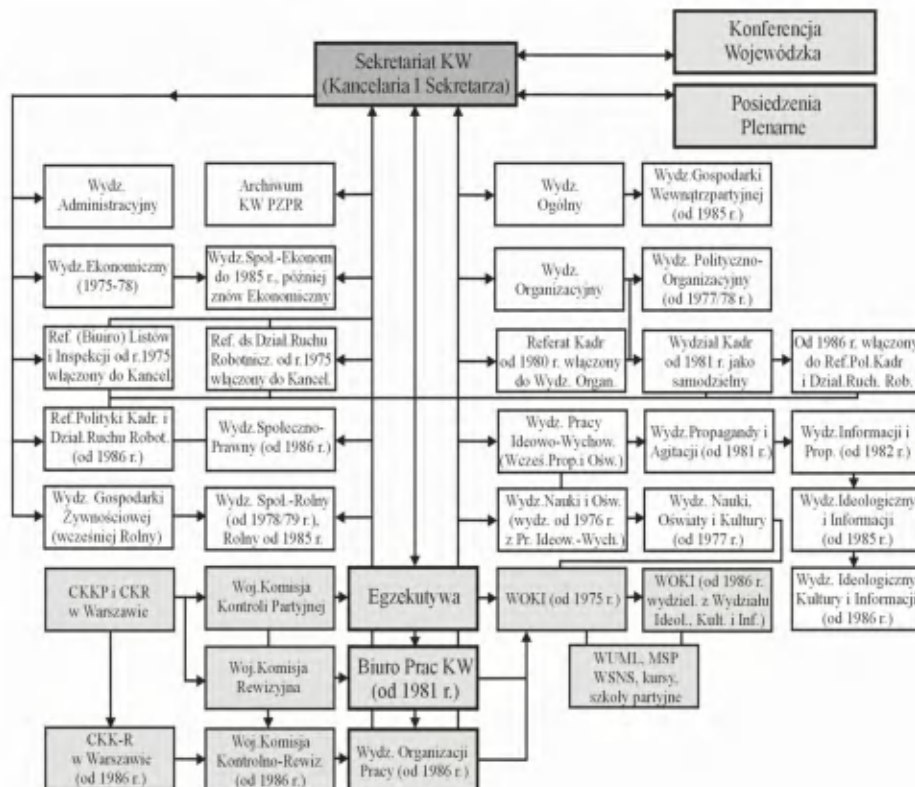 Konferencja
Wojewódzka
Sekretariat KW
(Kancelaria I Sekretarza)
Posiedzenia
Plenarne
Wydz.
Administracyjny
Archiwum
KW PZPR
Wydz.
Ogólny
Wydz.Gospodarki
Wewnątrzpartyjnej
(od 1985 r.)
Wydz.Ekonomiczny
(1975-78)
Wydz.Społ.-Ekonom
do 1985 r., później
znów Ekonomiczny
Wydz.
Organizacyjny
Wydz. Polityczno-
Organizacyjny
(od 1977/78 r.)
Ref. (Biuiro) Listów
i Inspekcji od r.1975
włączony do Kancel.
Ref. ds.Dział.Ruchu
Robotnicz. od r.1975
włączony do Kancel.
Referat Kadr
od 1980 r. włączony
do Wydz. Organ.
Wydział Kadr
od 1981 r. jako
samodzielny
Od 1986 r. włączony
do Ref.Pol.Kadr
i Dział.Ruch. Rob.
Ref.Polityki Kadr. i
Dział.Ruchu Robot.
(od 1986 r.)
Wydz.Społeczno-
Prawny (od 1986 r.)
Wydz. Pracy
Ideowo-Wychow.
(Wcześ.Prop.i Ośw.)
Wydz.Propagandy i
Agitacji (od 1981 r.)
Wydz.Informacji i
Prop. (od 1982 r.)
Wydz. Gospodarki
Żywnościowej
(wcześniej Rolny)
Wydz. Społ.-Rolny
(od 1978/79 r.),
Rolny od 1985 r.
Wydz.Nauki i Ośw.
(wydz. od 1976 r.
z Pr. Ideow.-Wych.)
Wydz. Nauki,
Oświaty i Kultury
(od 1977 r.)
Wydz.Ideologiczny
i Informacji
(od 1985 r.)
CKKP i CKR
w Warszawie
Woj.Komisja
Kontroli Partyjnej
Egzekutywa
WOKI (od 1975 r.)
WOKI (od 1986 r.
wydziel. z Wydziału
Ideol., Kult. i Inf.)
Wydz. Ideologiczny,
Kultury i Informacji
(od 1986 r.)
Woj.Komisja
Rewizyjna
Biuro Prac KW
(od 1981 r.)
WUML, MSP
WSNS, kursy,
szkoły partyjne
CKK-R
w Warszawie
(od 1986 r.)
Woj.Komisja
Kontrolno-Rewiz.
(od 1986 r.)
Wydz. Organizacji
Pracy (od 1986 r.)